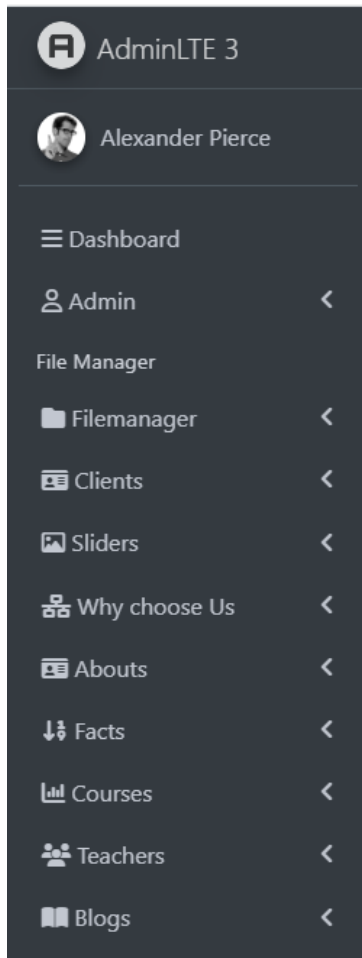 AdminLTE 3
Alexander Pierce
Dashboard
Admin
File Manager
Filemanager
Clients
Sliders
Why choose Us
Abouts
Facts
Courses
Teachers
Blogs